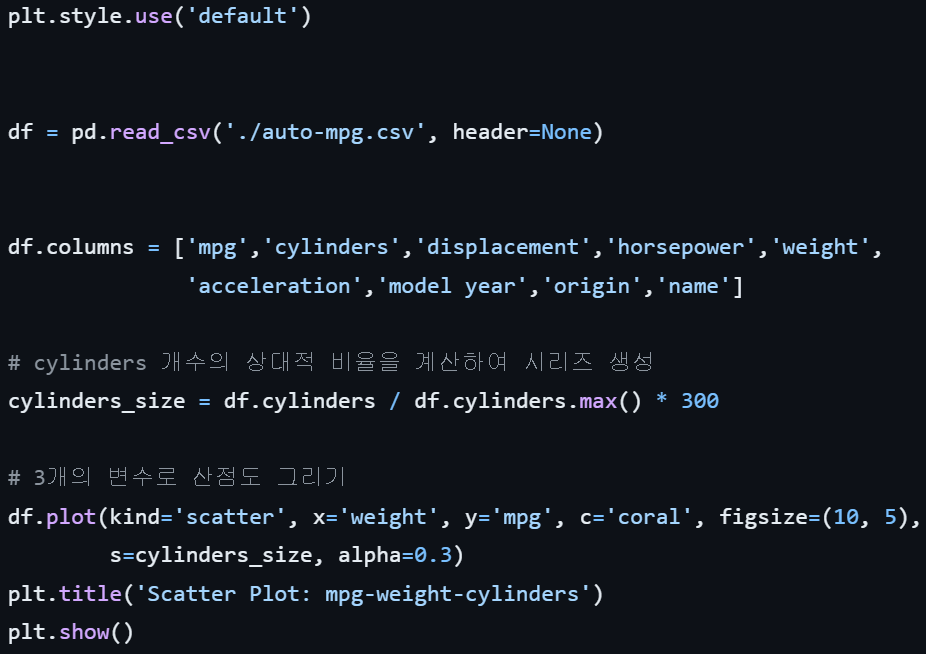 plt.style.use('default')
df = pd.read_csv('./auto-mpg.csv', header=None)
df.columns = ['mpg','cylinders','displacement','horsepower','weight',
'acceleration','model year','origin','name']
# cylinders 개수의 상대적 비율을 계산하여 시리즈 생성
cylinders_size = df.cylinders / df.cylinders.max() * 300
# 3개의 변수로 산점도 그리기
df.plot(kind='scatter', x='weight', y='mpg', c='coral', figsize=(10, 5),
s=cylinders_size, alpha=0.3)
plt.title('Scatter Plot: mpg-weight-cylinders')
plt.show()